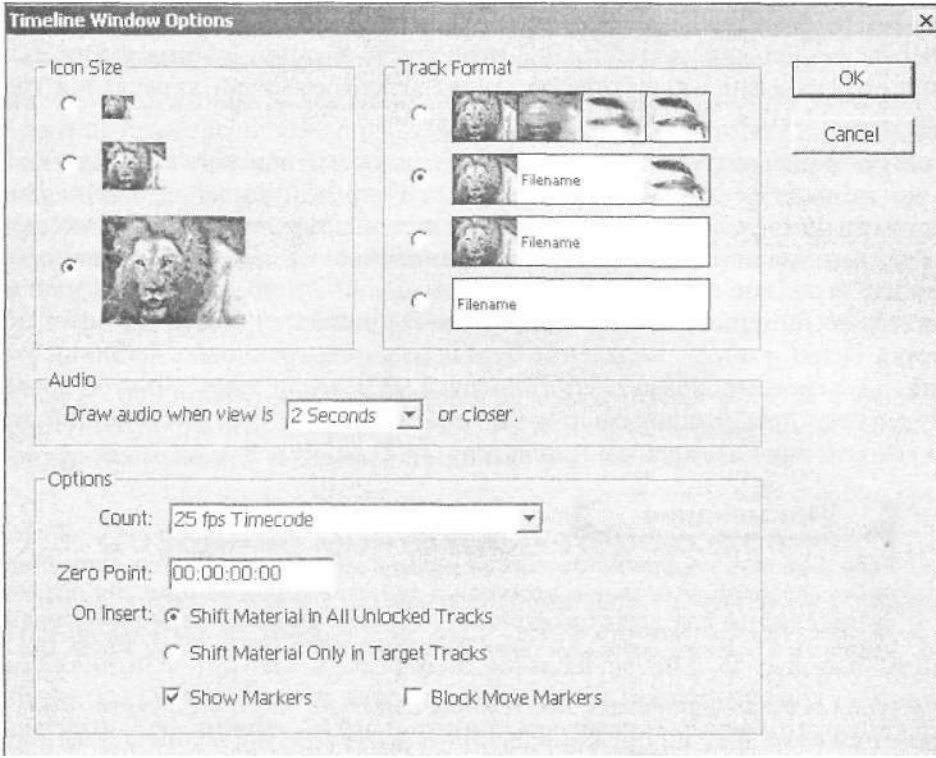 Timeline Window Options
Icon Size
Track Format
OK
Cancel
Filename
Filename
Filename
Audio
Draw audio when view is 2 Seconds or closer.
Options
Count: 25 fps Timecode
Zero Point: 00:00:00:00
On Insert: Shift Material in All Unlocked Tracks
Shift Material Only in Target Tracks
Show Markers Block Move Markers